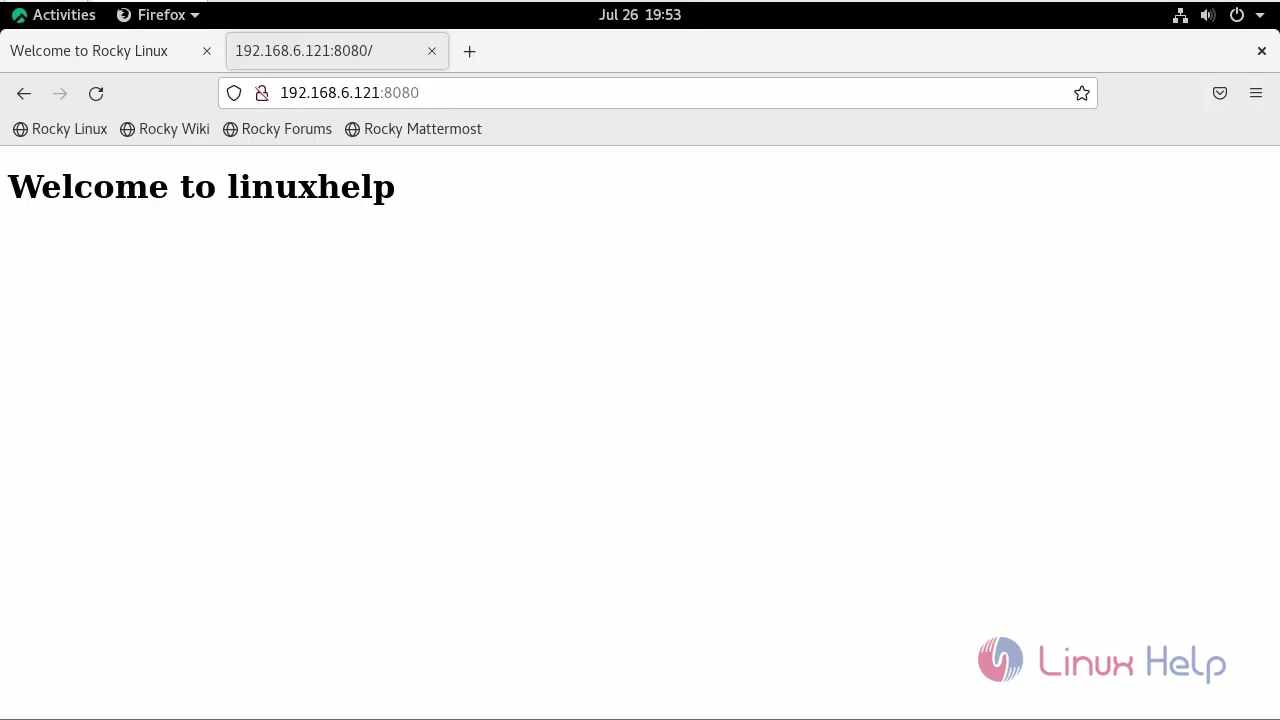 Activities Firefox Jul 26 19:53
Welcome to Rocky Linux 192.168.6.121:8080/
192.168.6.121:8080
Rocky Linux Rocky Wiki Rocky Forums Rocky Mattermost
Welcome to linuxhelp
Linux Help